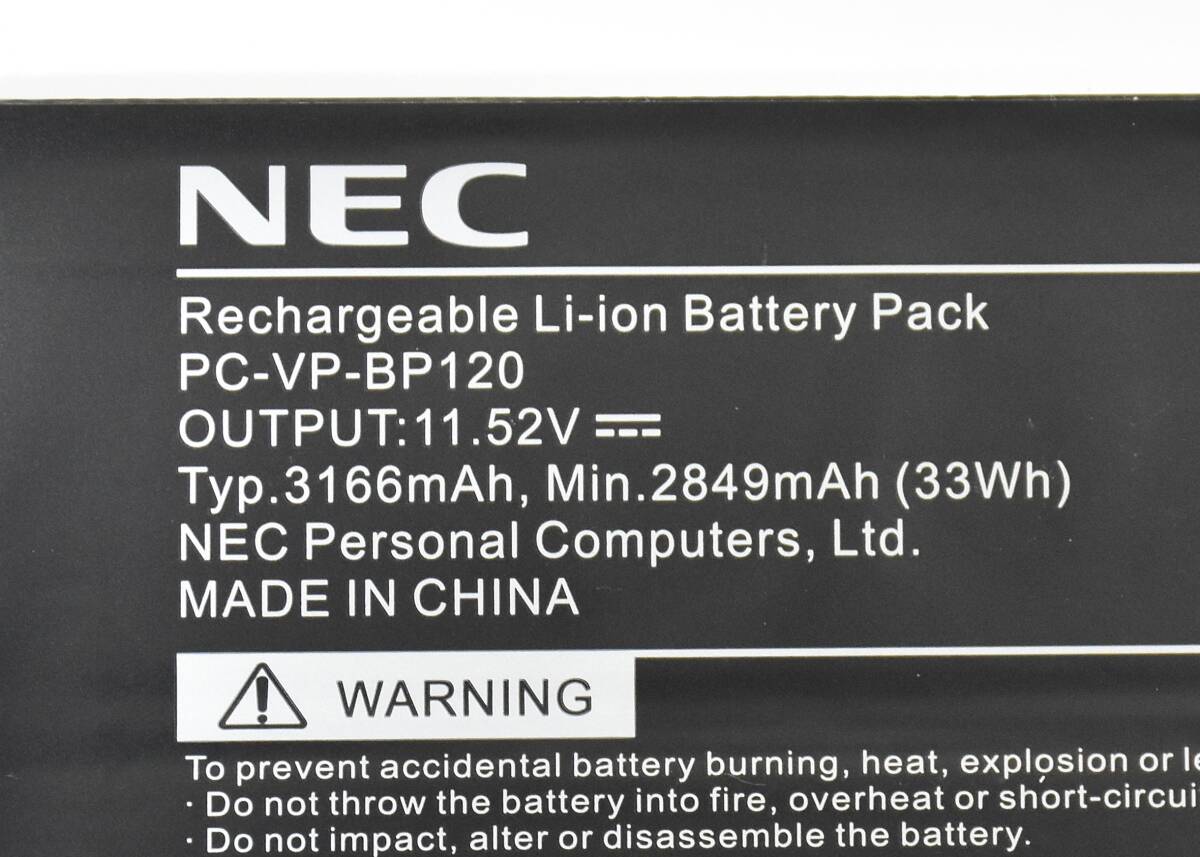 NEC
Rechargeable Li-ion Battery Pack
PC-VP-BP120
OUTPUT:11.52V ⎓
Typ.3166mAh, Min.2849mAh (33Wh)
NEC Personal Computers, Ltd.
MADE IN CHINA
WARNING
To prevent accidental battery burning, heat, explosion or
· Do not throw the battery into fire, overheat or
· Do not impact, alter or disassemble the battery.